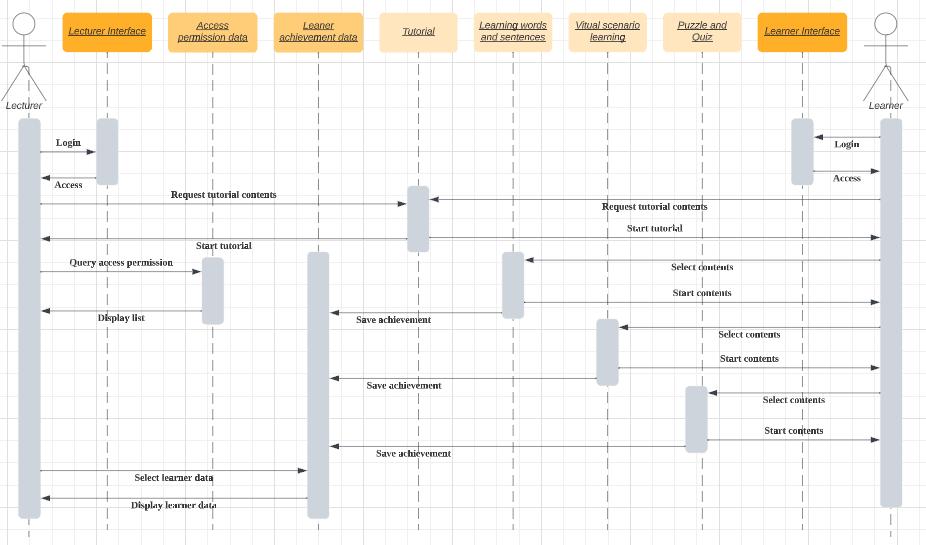 Lecturer Interface
Access
permission data
Leaner
achievement data
Tutorial
Learning words
and sentences
Vitual scenario
learning
Puzzle and
Quiz
Learner Interface
Lecturer
Learner
Login
Login
Access
Access
Request tutorial contents
Request tutorial contents
Start tutorial
Start tutorial
Query access permission
Select contents
Start contents
Display list
Save achievement
Select contents
Start contents
Save achievement
Select contents
Start contents
Save achievement
Select learner data
Display learner data